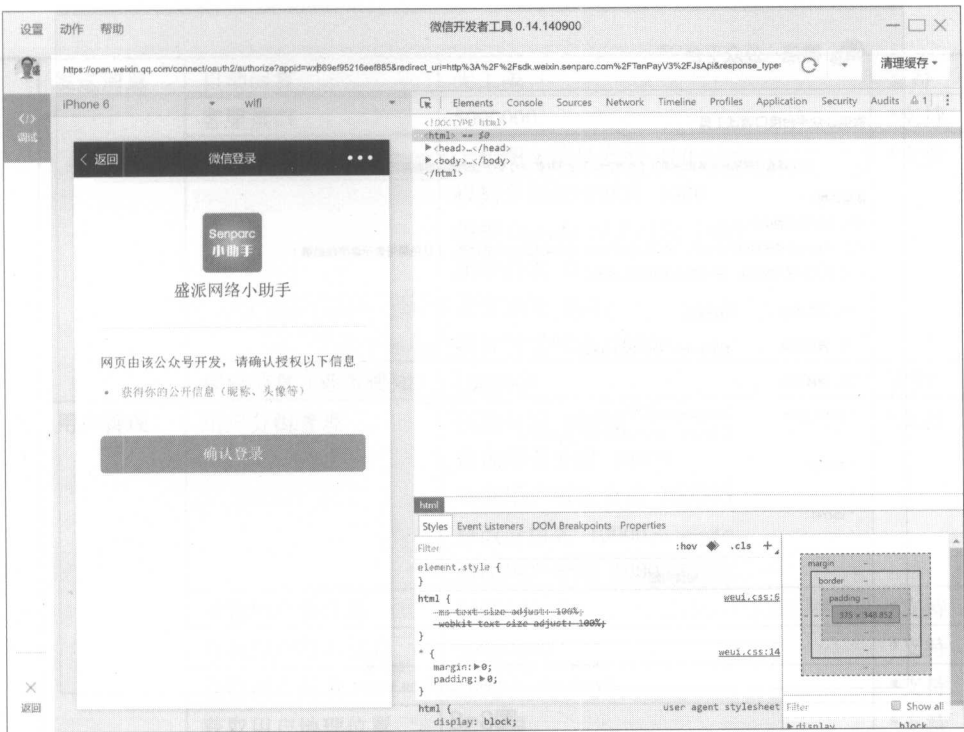 设置 动作 帮助 微信开发者工具 0.14.140900
https://open.weixin.qq.com/connect/oauth2/authorize?appid=wx669ef95216eef885&redirect_uri=http%3A%2F%2Fsdk.weixin.senparc.com%2FTenPayV3%2FJsApi&response_type= 清理缓存
</>
调试
iPhone 6 wifi
Elements Console Sources Network Timeline Profiles Application Security Audits 1
<!DOCTYPE html>
<html> == $0
<head>…</head>
<body>…</body>
</html>
返回 微信登录
Senparc
小助手
盛派网络小助手
网页由该公众号开发，请确认授权以下信息
• 获得你的公开信息（昵称、头像等）
确认登录
返回
html
Styles Event Listeners DOM Breakpoints Properties
Filter :hov .cls +
element.style {
}
html { weui.css:6
-ms-text-size-adjust: 100%;
-webkit-text-size-adjust: 100%;
}
* { weui.css:14
margin:▶0;
padding:▶0;
}
html { user agent stylesheet
display: block;
margin –
border –
padding –
375 × 348.852
Filter Show all
display block